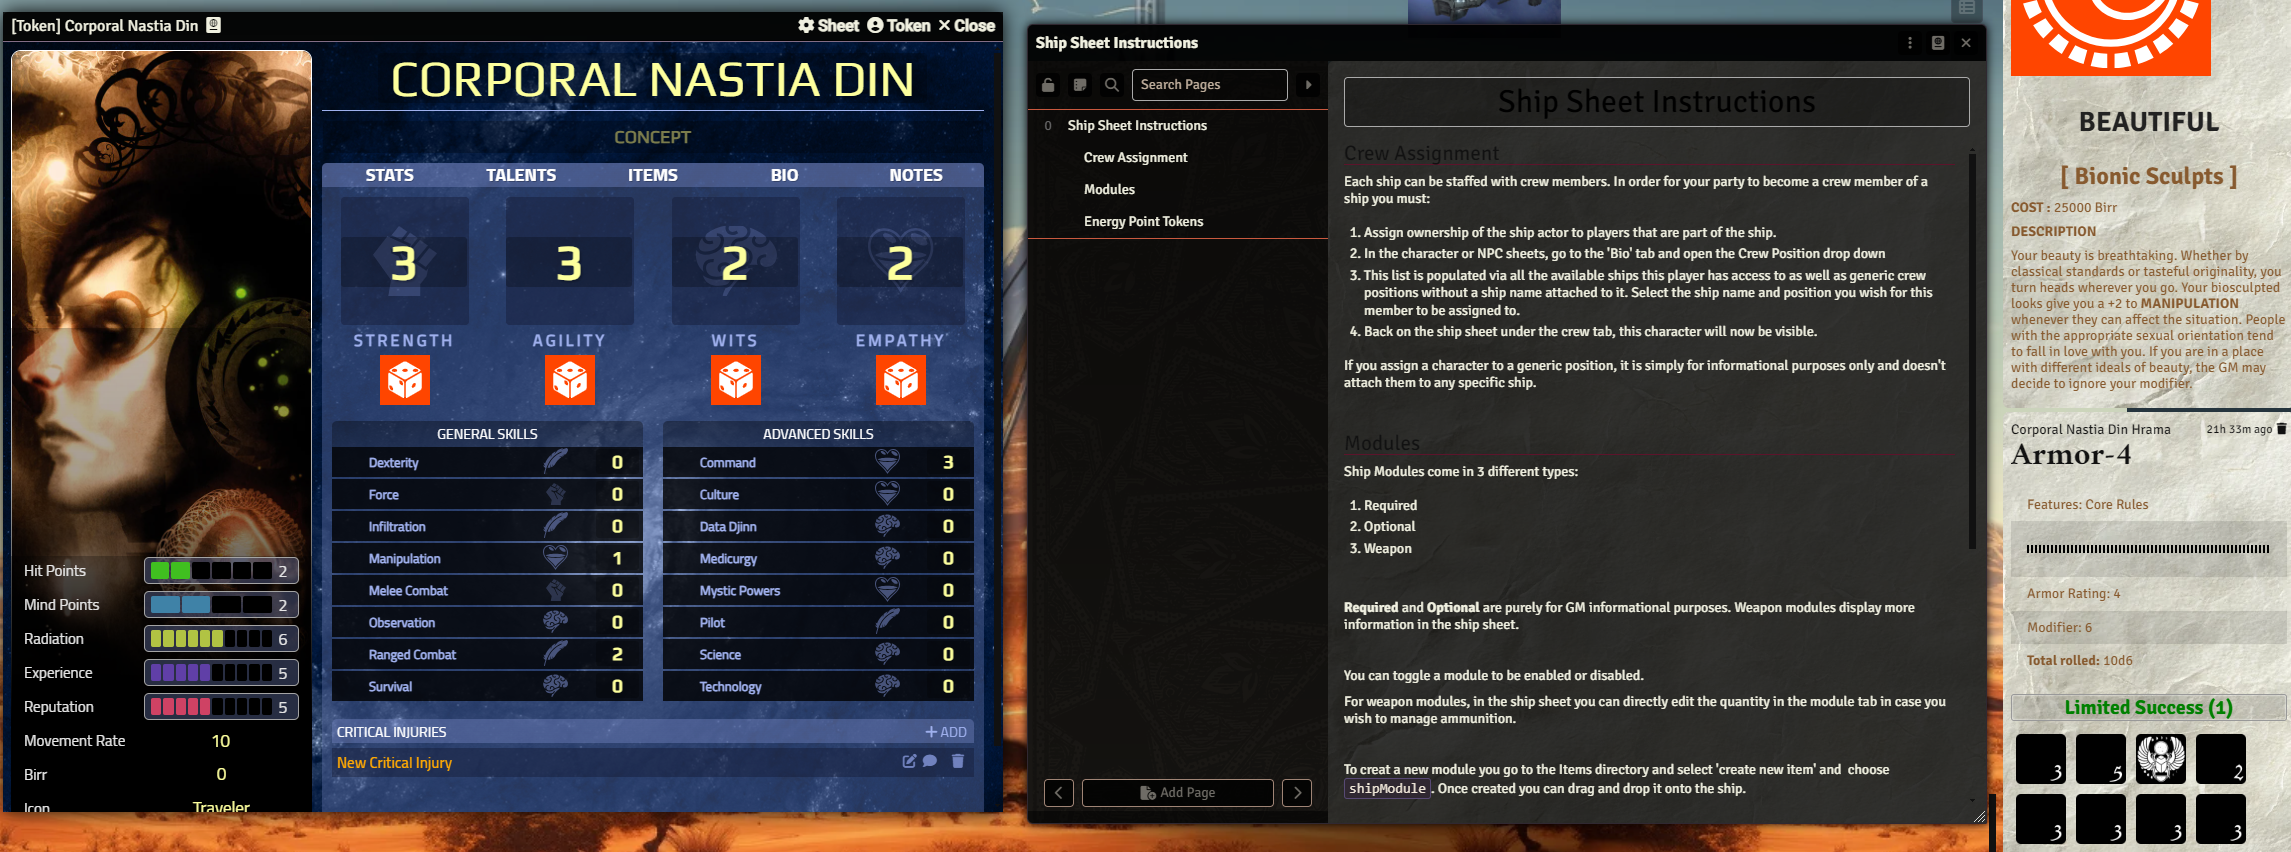 [Token] Corporal Nastia Din
Sheet Token Close
CORPORAL NASTIA DIN
CONCEPT
STATS TALENTS ITEMS BIO NOTES
3 3 2 2
STRENGTH AGILITY WITS EMPATHY
GENERAL SKILLS
Dexterity 0
Force 0
Infiltration 0
Manipulation 1
Melee Combat 0
Observation 0
Ranged Combat 2
Survival 0
ADVANCED SKILLS
Command 3
Culture 0
Data Djinn 0
Medicurgy 0
Mystic Powers 0
Pilot 0
Science 0
Technology 0
CRITICAL INJURIES + ADD
New Critical Injury
Hit Points 2
Mind Points 2
Radiation 6
Experience 5
Reputation 5
Movement Rate 10
Birr 0
Icon Traveler
Ship Sheet Instructions
Search Pages
0 Ship Sheet Instructions
Crew Assignment
Modules
Energy Point Tokens
Add Page
Ship Sheet Instructions
Crew Assignment
Each ship can be staffed with crew members. In order for your party to become a crew member of a
ship you must:
1. Assign ownership of the ship actor to players that are part of the ship.
2. In the character or NPC sheets, go to the 'Bio' tab and open the Crew Position drop down
3. This list is populated via all the available ships this player has access to as well as generic crew
positions without a ship name attached to it. Select the ship name and position you wish for this
member to be assigned to.
4. Back on the ship sheet under the crew tab, this character will now be visible.
If you assign a character to a generic position, it is simply for informational purposes only and doesn't
attach them to any specific ship.
Modules
Ship Modules come in 3 different types:
1. Required
2. Optional
3. Weapon
Required and Optional are purely for GM informational purposes. Weapon modules display more
information in the ship sheet.
You can toggle a module to be enabled or disabled.
For weapon modules, in the ship sheet you can directly edit the quantity in the module tab in case you
wish to manage ammunition.
To creat a new module you go to the Items directory and select 'create new item' and choose
shipModule. Once created you can drag and drop it onto the ship.
BEAUTIFUL
[ Bionic Sculpts ]
COST : 25000 Birr
DESCRIPTION
Your beauty is breathtaking. Whether by
classical standards or tasteful originality, you
turn heads wherever you go. Your biosculpted
looks give you a +2 to MANIPULATION
whenever they can affect the situation. People
with the appropriate sexual orientation tend
to fall in love with you. If you are in a place
with different ideals of beauty, the GM may
decide to ignore your modifier.
Corporal Nastia Din Hrama 21h 33m ago
Armor-4
Features: Core Rules
Armor Rating: 4
Modifier: 6
Total rolled: 10d6
Limited Success (1)
3 5 2
3 3 3 3